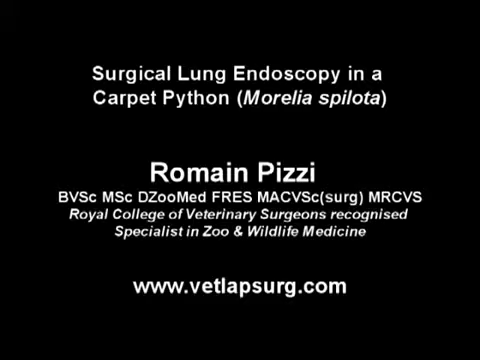 Surgical Lung Endoscopy in a
Carpet Python (Morelia spilota)
Romain Pizzi
BVSc MSc DZooMed FRES MACVSc(surg) MRCVS
Royal College of Veterinary Surgeons recognised
Specialist in Zoo & Wildlife Medicine
www.vetlapsurg.com